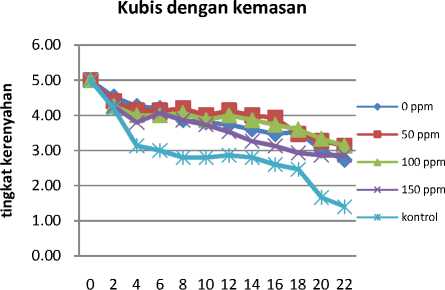 Kubis dengan kemasan
tingkat kerenyahan
6.00
5.00
4.00
3.00
2.00
1.00
0.00
0 2 4 6 8 10 12 14 16 18 20 22
0 ppm
50 ppm
100 ppm
150 ppm
kontrol